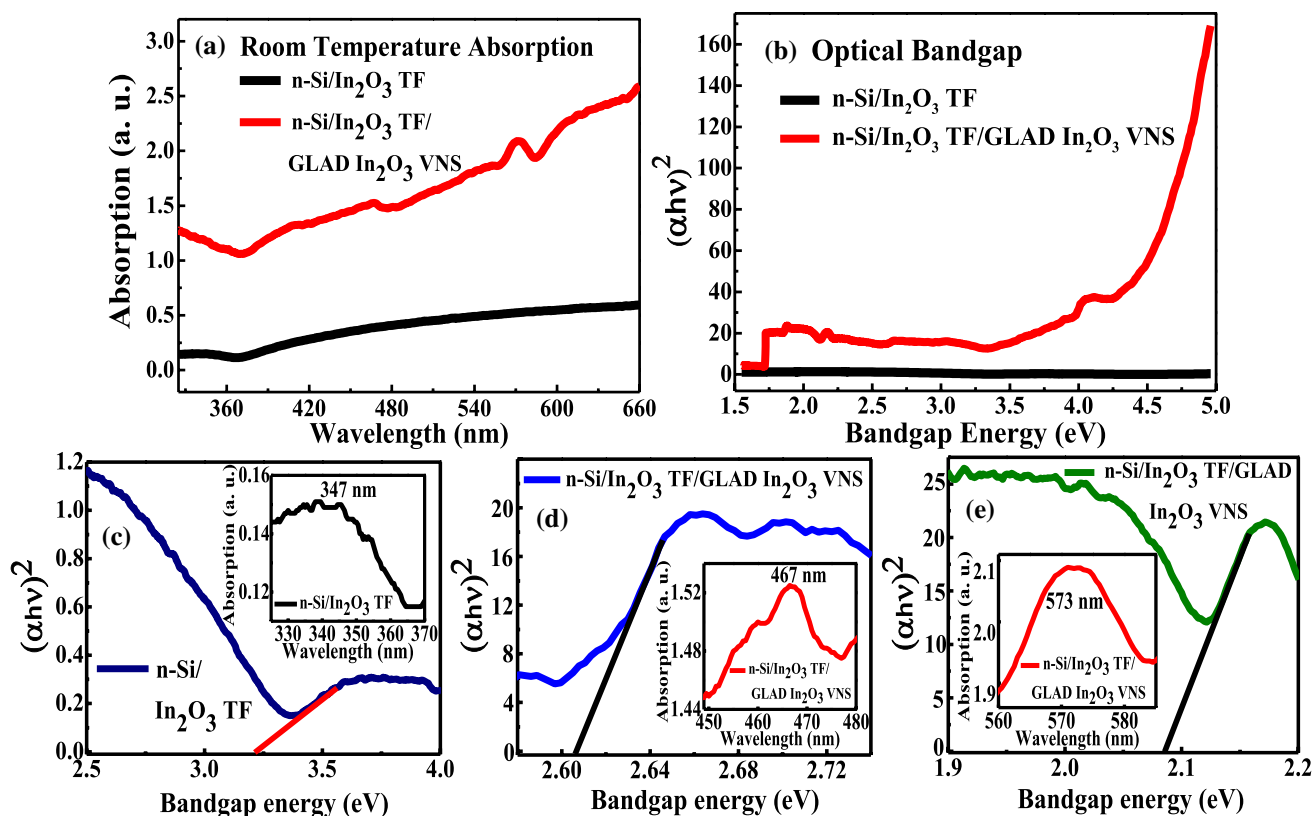 (a) Room Temperature Absorption
n-Si/In2O3 TF
n-Si/In2O3 TF/
GLAD In2O3 VNS
Absorption (a. u.)
3.0
2.5
2.0
1.5
1.0
0.5
0.0
360 420 480 540 600 660
Wavelength (nm)
(b) Optical Bandgap
n-Si/In2O3 TF
n-Si/In2O3 TF/GLAD In2O3 VNS
(αhν)2
160
140
120
100
80
60
40
20
0
1.5 2.0 2.5 3.0 3.5 4.0 4.5 5.0
Bandgap Energy (eV)
(c)
(αhν)2
1.2
1.0
0.8
0.6
0.4
0.2
0.0
2.5 3.0 3.5 4.0
Bandgap energy (eV)
n-Si/
In2O3 TF
347 nm
Absorption (a. u.)
0.16
0.14
0.12
0.11
n-Si/In2O3 TF
330 340 350 360 370
Wavelength (nm)
(d)
n-Si/In2O3 TF/GLAD In2O3 VNS
(αhν)2
24
20
16
12
8
4
0
2.60 2.64 2.68 2.72
Bandgap energy (eV)
467 nm
Absorption (a. u.)
1.52
1.48
1.44
n-Si/In2O3 TF/
GLAD In2O3 VNS
450 460 470 480
Wavelength (nm)
(e)
n-Si/In2O3 TF/GLAD
In2O3 VNS
(αhν)2
25
20
15
10
5
0
1.9 2.0 2.1 2.2
Bandgap energy (eV)
573 nm
Absorption (a. u.)
2.1
2.0
1.9
n-Si/In2O3 TF/
GLAD In2O3 VNS
560 570 580
Wavelength (nm)